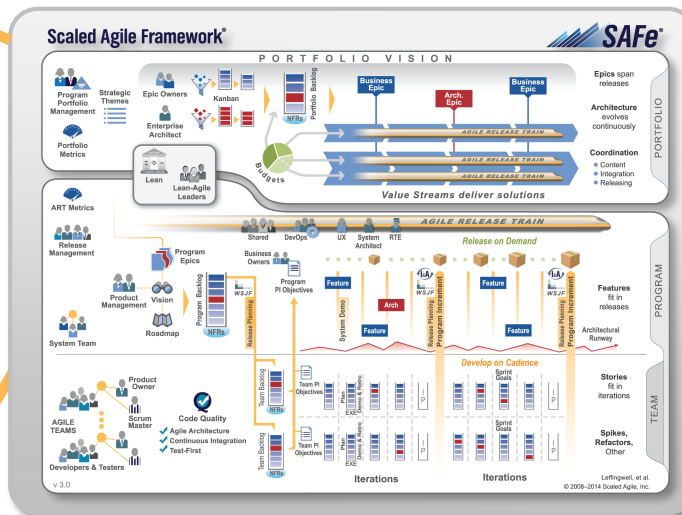 Scaled Agile Framework®
SAFe®
PORTFOLIO VISION
Program
Portfolio
Management
Strategic
Themes
Portfolio
Metrics
Epic Owners
Enterprise
Architect
Kanban
NFRs
Portfolio Backlog
Budgets
Business
Epic
Arch.
Epic
Business
Epic
AGILE RELEASE TRAIN
AGILE RELEASE TRAIN
AGILE RELEASE TRAIN
Value Streams deliver solutions
Epics span
releases
Architecture
evolves
continuously
Coordination
Content
Integration
Releasing
PORTFOLIO
Lean
Lean-Agile
Leaders
ART Metrics
Release
Management
Program
Epics
Product
Management
Vision
Roadmap
System Team
Program Backlog
NFRs
WSJF
Release Planning
Shared
DevOps
UX
System
Architect
RTE
AGILE RELEASE TRAIN
Release on Demand
Business
Owners
Program
PI Objectives
Feature
System Demo
Feature
Arch
I&A
WSJF
Release Planning
Program Increment
Feature
Feature
I&A
WSJF
Release Planning
Program Increment
Architectural
Runway
Features
fit in
releases
PROGRAM
Develop on Cadence
AGILE
TEAMS
Product
Owner
Scrum
Master
Developers & Testers
Code Quality
Agile Architecture
Continuous Integration
Test-First
Team Backlog
NFRs
Team PI
Objectives
Plan
Demo & Retro
I
P
Sprint
Goals
I
P
Team Backlog
NFRs
Team PI
Objectives
Plan
Demo & Retro
I
P
Sprint
Goals
I
P
Iterations
Iterations
Stories
fit in
iterations
Spikes,
Refactors,
Other
TEAM
v 3.0
Leffingwell, et al.
© 2008–2014 Scaled Agile, Inc.